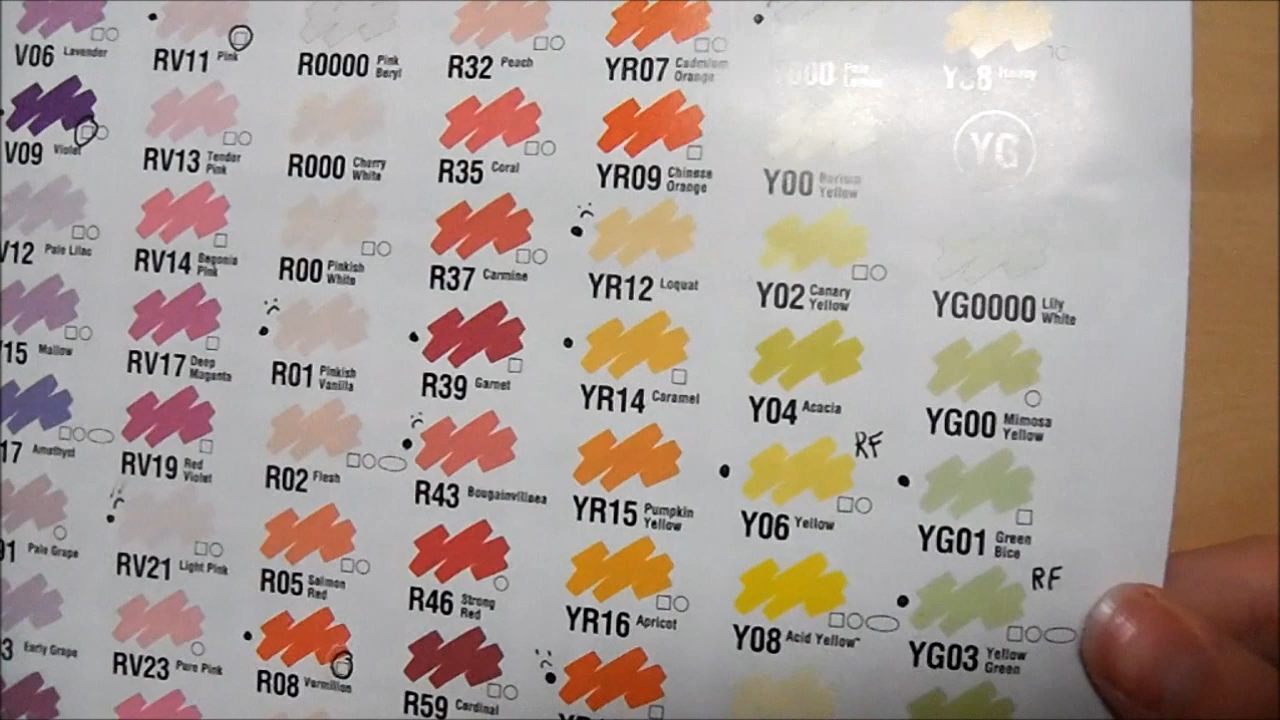 V06 Lavender
V09 Violet
V12 Pale Lilac
15 Mallow
17 Amethyst
91 Pale Grape
3 Early Grape
RV11 Pink
RV13 Tender
Pink
RV14 Begonia
Pink
RV17 Deep
Magenta
RV19 Red
Violet
RV21 Light Pink
RV23 Pure Pink
R0000 Pink
Beryl
R000 Cherry
White
R00 Pinkish
White
R01 Pinkish
Vanilla
R02 Flesh
R05 Salmon
Red
R08 Vermilion
R32 Peach
R35 Coral
R37 Carmine
R39 Garnet
R43 Bougainvillaea
R46 Strong
Red
R59 Cardinal
YR07 Cadmium
Orange
YR09 Chinese
Orange
YR12 Loquat
YR14 Caramel
YR15 Pumpkin
Yellow
YR16 Apricot
Y00 Barium
Yellow
Y02 Canary
Yellow
Y04 Acacia
RF
Y06 Yellow
Y08 Acid Yellow
Honey
YG
YG0000 Lily
White
YG00 Mimosa
Yellow
YG01 Green
Bice
RF
YG03 Yellow
Green